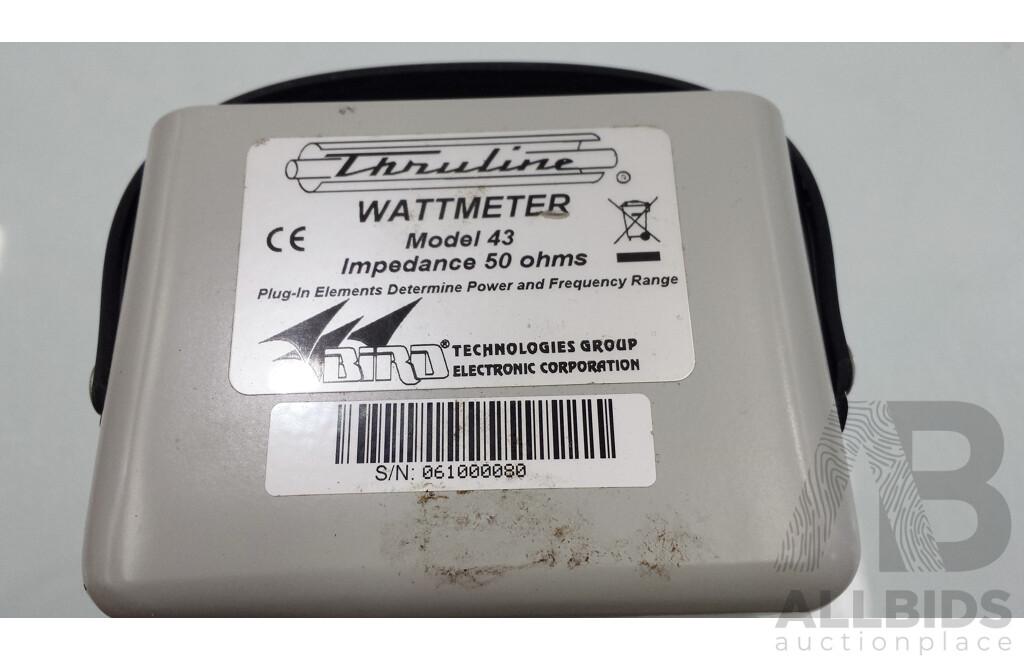 Thruline
®
WATTMETER
CE
Model 43
Impedance 50 ohms
Plug-In Elements Determine Power and Frequency Range
BIRD® TECHNOLOGIES GROUP
ELECTRONIC CORPORATION
S/N: 061000080
AB
ALLBIDS
auctionplace